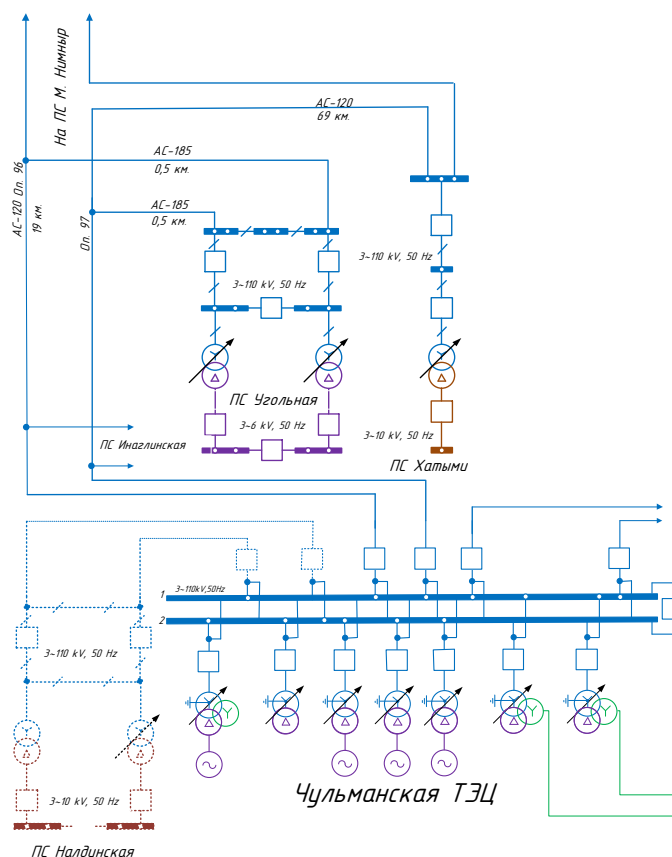 На ПС М. Нимныр
АС-120
69 км.
АС-185
0,5 км.
АС-120 Оп. 96
19 км.
Оп. 97
АС-185
0,5 км.
3~110 kV, 50 Hz
3~110 kV, 50 Hz
ПС Угольная
3~6 kV, 50 Hz
ПС Инаглинская
3~10 kV, 50 Hz
ПС Хатыми
1
3~110kV,50Hz
2
3~110 kV, 50 Hz
3~10 kV, 50 Hz
Чульманская ТЭЦ
ПС Налдинская